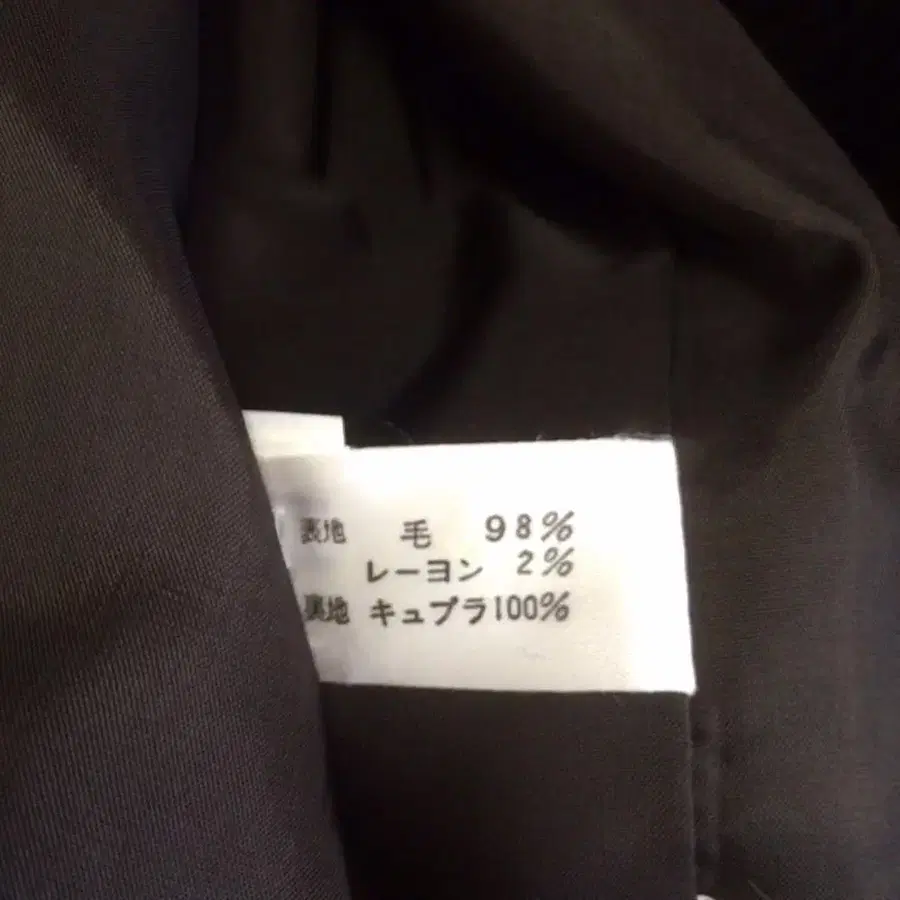 表地 毛 98%
レーヨン 2%
裏地 キュプラ100%